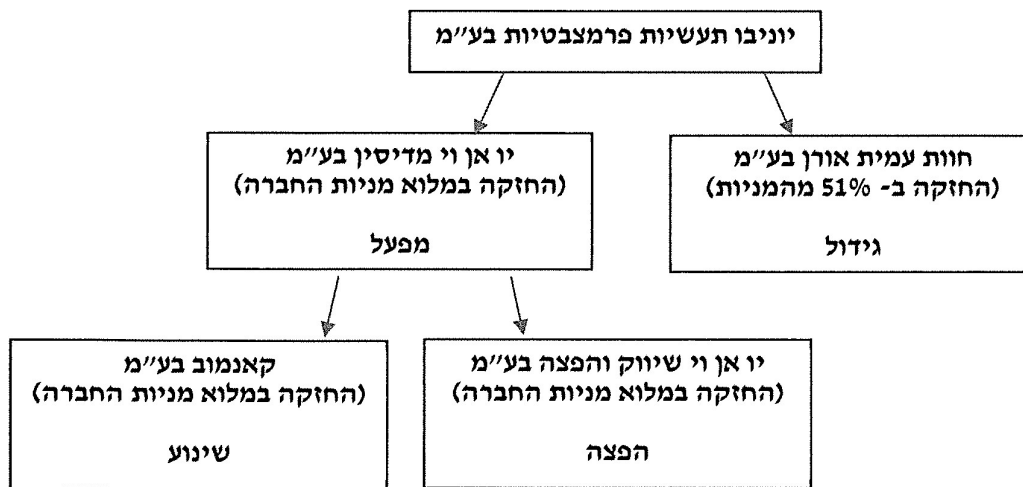 יוניבו תעשיות פרמצבטיות בע״מ
חוות עמית אורן בע״מ
(החזקה ב- 51% מהמניות)
גידול
יו אן וי מדיסין בע״מ
(החזקה במלוא מניות החברה)
מפעל
יו אן וי שיווק והפצה בע״מ
(החזקה במלוא מניות החברה)
הפצה
קאנמוב בע״מ
(החזקה במלוא מניות החברה)
שינוע